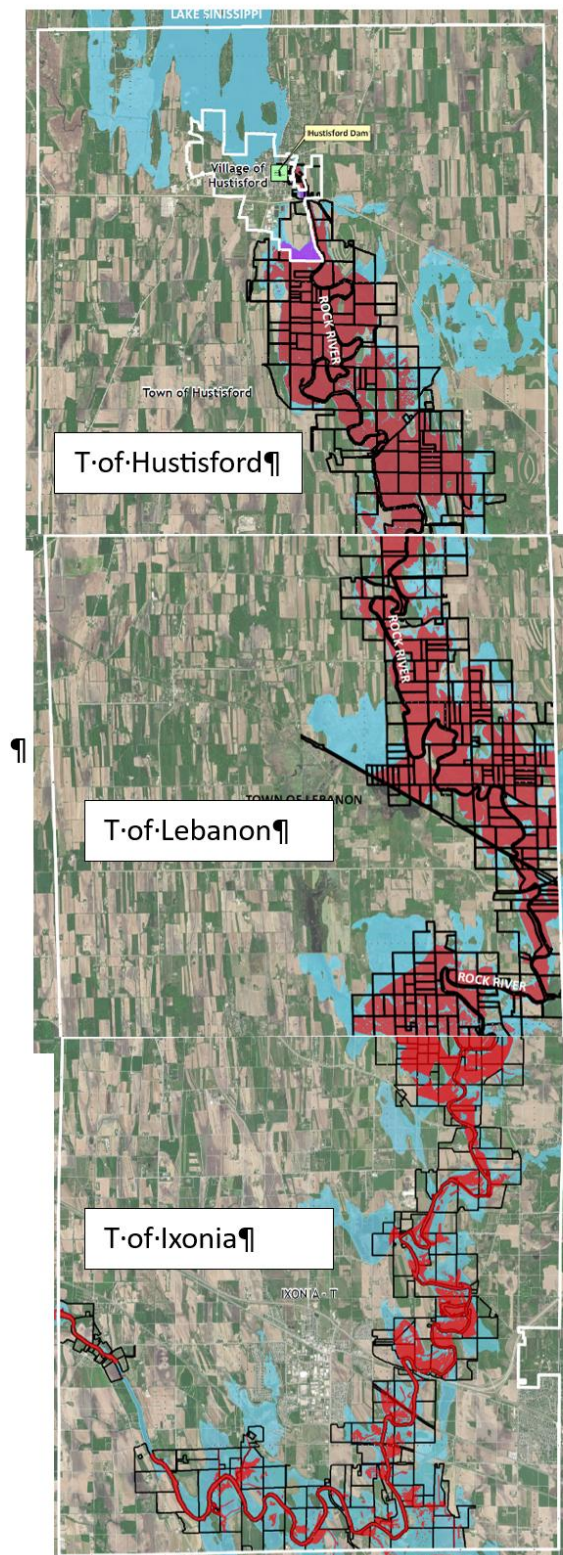 LAKE SINISSIPPI
Hustisford Dam
Village of
Hustisford
ROCK RIVER
Town of Hustisford
T·of·Hustisford¶
ROCK RIVER
¶
TOWN OF LEBANON
T·of·Lebanon¶
ROCK RIVER
T·of·Ixonia¶
IXONIA - T